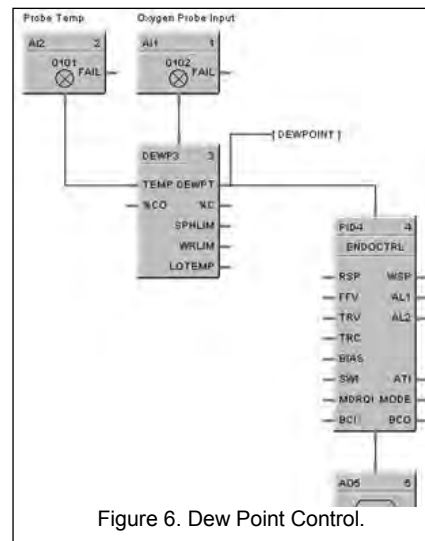 Probe Temp
Oxygen Probe Input
AI2 2
AI1 1
0101
FAIL
0102
FAIL
[ DEWPOINT ]
DEWP3 3
TEMP DEWPT
%CO %C
SPHLIM
WRLIM
LOTEMP
PID4 4
ENDOCTRL
RSP WSP
FFV AL1
TRV AL2
TRC
BIAS
SWI ATI
MDRQI MODE
BCI BCO
AO5 5
Figure 6. Dew Point Control.